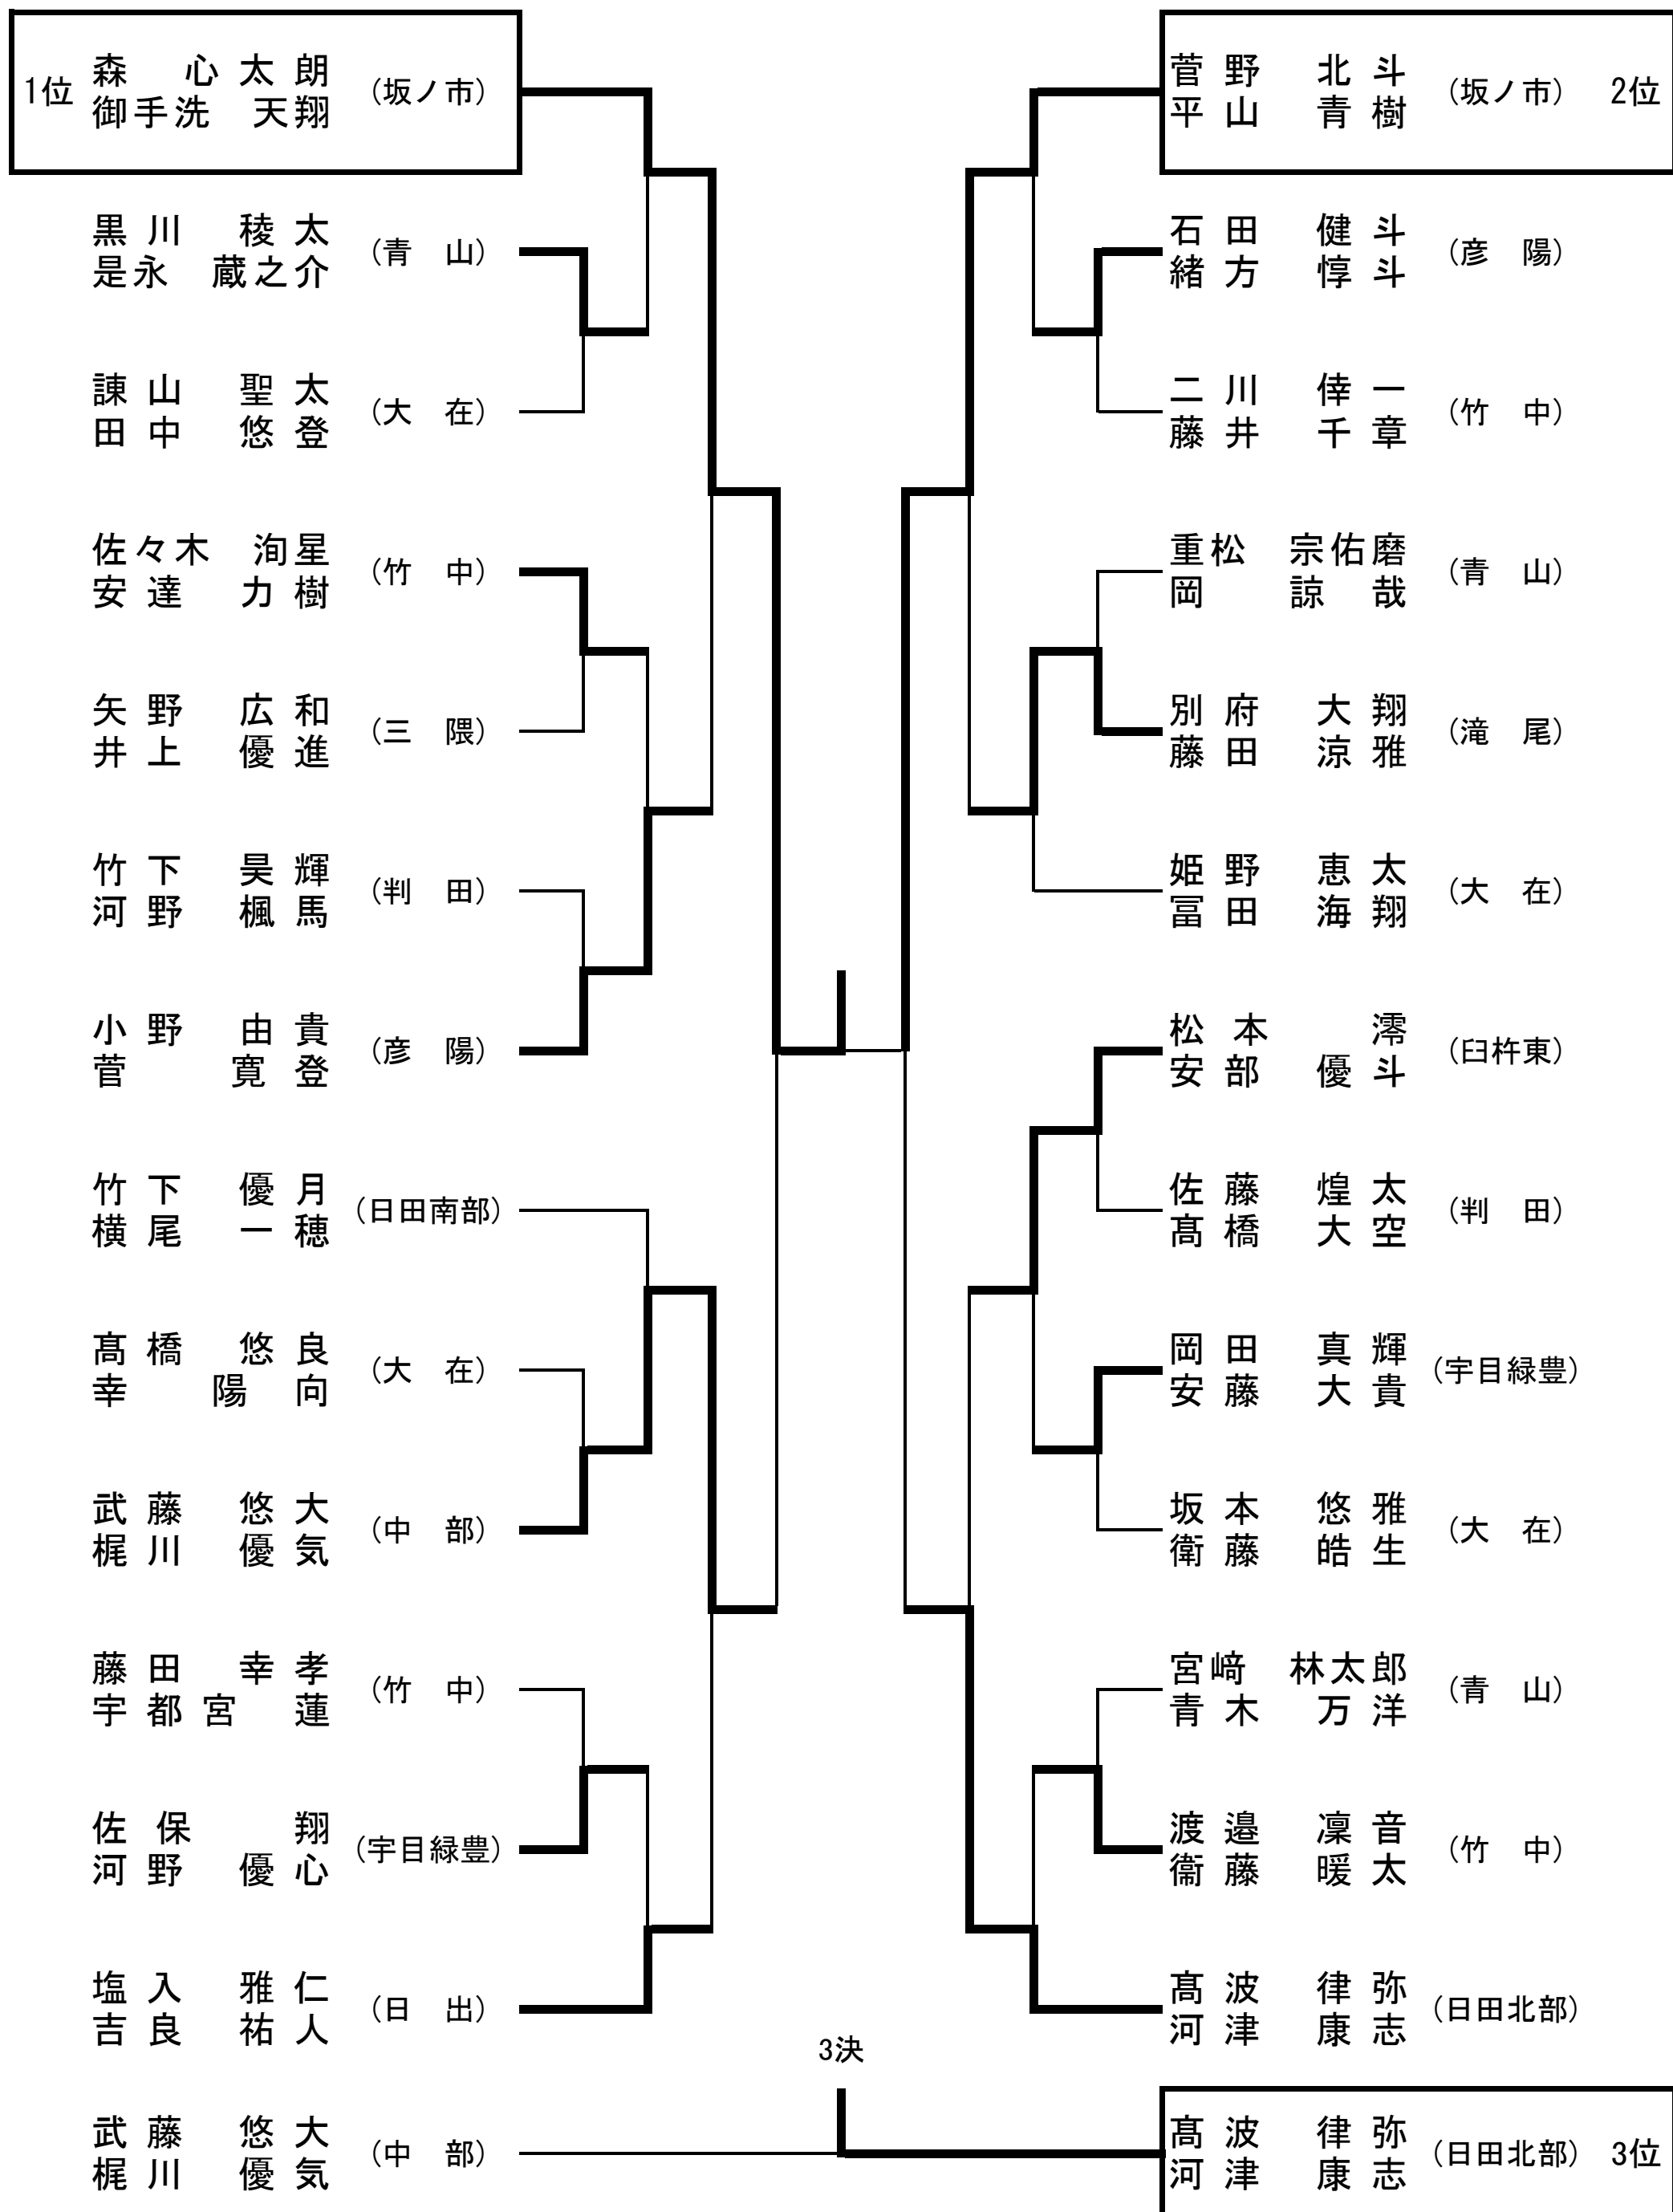 1位 森 心太朗 (坂ノ市)
御手洗 天翔
黒川 稜太 (青 山)
是永 蔵之介
諌山 聖太 (大 在)
田中 悠登
佐々木 洵星 (竹 中)
安達 力樹
矢野 広和 (三 隈)
井上 優進
竹下 昊輝 (判 田)
河野 楓馬
小野 由貴 (彦 陽)
菅 寛登
竹下 優月 (日田南部)
横尾 一穂
髙橋 悠良 (大 在)
幸 陽向
武藤 悠大 (中 部)
梶川 優気
藤田 幸孝 (竹 中)
宇都宮 蓮
佐保 翔 (宇目緑豊)
河野 優心
塩入 雅仁 (日 出)
吉良 祐人
菅野 北斗 (坂ノ市) 2位
平山 青樹
石田 健斗 (彦 陽)
緒方 惇斗
二川 倖一 (竹 中)
藤井 千章
重松 宗佑磨 (青 山)
岡 諒哉
別府 大翔 (滝 尾)
藤田 涼雅
姫野 恵太 (大 在)
冨田 海翔
松本 澪 (臼杵東)
安部 優斗
佐藤 煌太 (判 田)
髙橋 大空
岡田 真輝 (宇目緑豊)
安藤 大貴
坂本 悠雅 (大 在)
衛藤 皓生
宮﨑 林太郎 (青 山)
青木 万洋
渡邉 凜音 (竹 中)
衞藤 暖太
髙波 律弥 (日田北部)
河津 康志
3決
武藤 悠大 (中 部)
梶川 優気
髙波 律弥 (日田北部) 3位
河津 康志